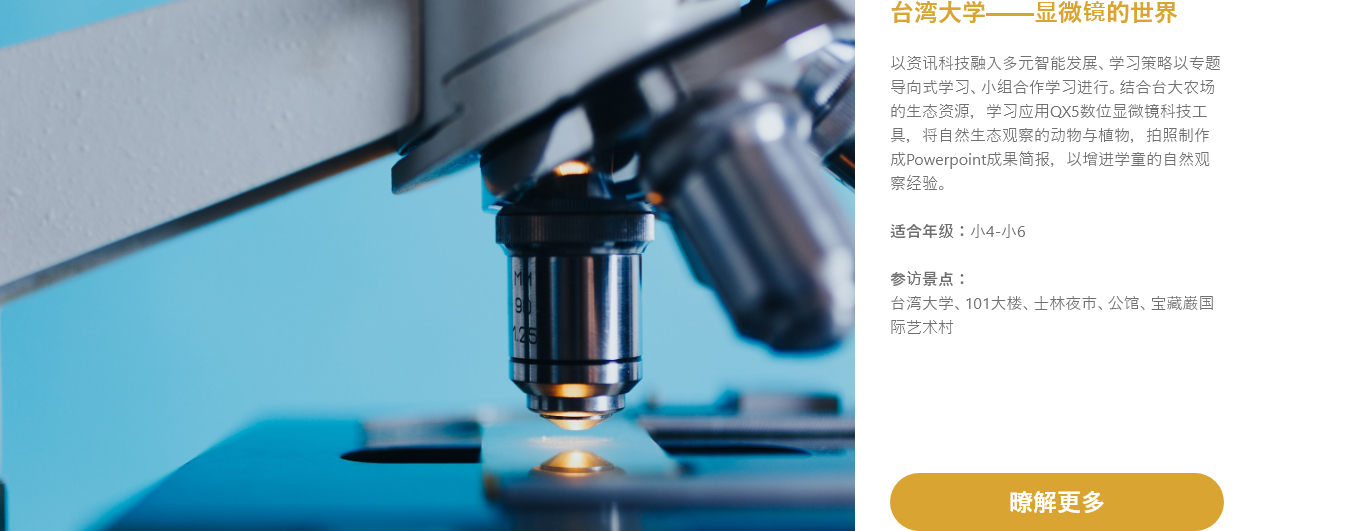 台湾大学——显微镜的世界
以资讯科技融入多元智能发展、学习策略以专题
导向式学习、小组合作学习进行。结合台大农场
的生态资源，学习应用QX5数位显微镜科技工
具，将自然生态观察的动物与植物，拍照制作
成Powerpoint成果简报，以增进学童的自然观
察经验。
适合年级：小4-小6
参访景点：
台湾大学、101大楼、士林夜市、公馆、宝藏巌国
际艺术村
MM
90
1.25
暸解更多